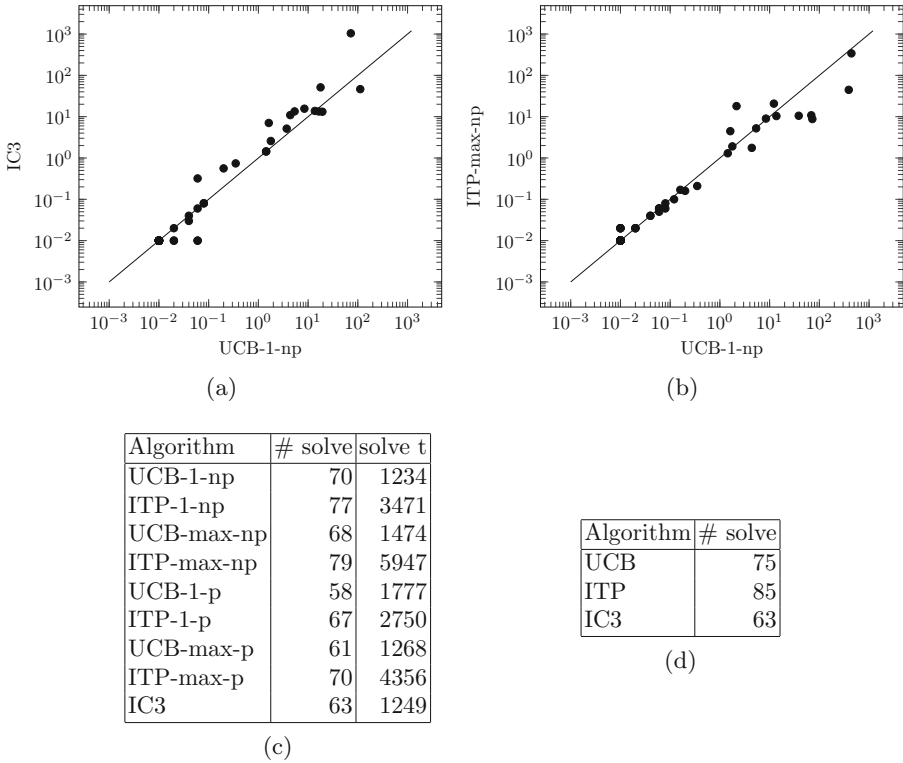 10^3
10^2
10^1
10^0
10^−1
10^−2
10^−3
IC3
10^−3 10^−2 10^−1 10^0 10^1 10^2 10^3
UCB-1-np
(a)
10^3
10^2
10^1
10^0
10^−1
10^−2
10^−3
ITP-max-np
10^−3 10^−2 10^−1 10^0 10^1 10^2 10^3
UCB-1-np
(b)
Algorithm # solve solve t
UCB-1-np 70 1234
ITP-1-np 77 3471
UCB-max-np 68 1474
ITP-max-np 79 5947
UCB-1-p 58 1777
ITP-1-p 67 2750
UCB-max-p 61 1268
ITP-max-p 70 4356
IC3 63 1249
(c)
Algorithm # solve
UCB 75
ITP 85
IC3 63
(d)